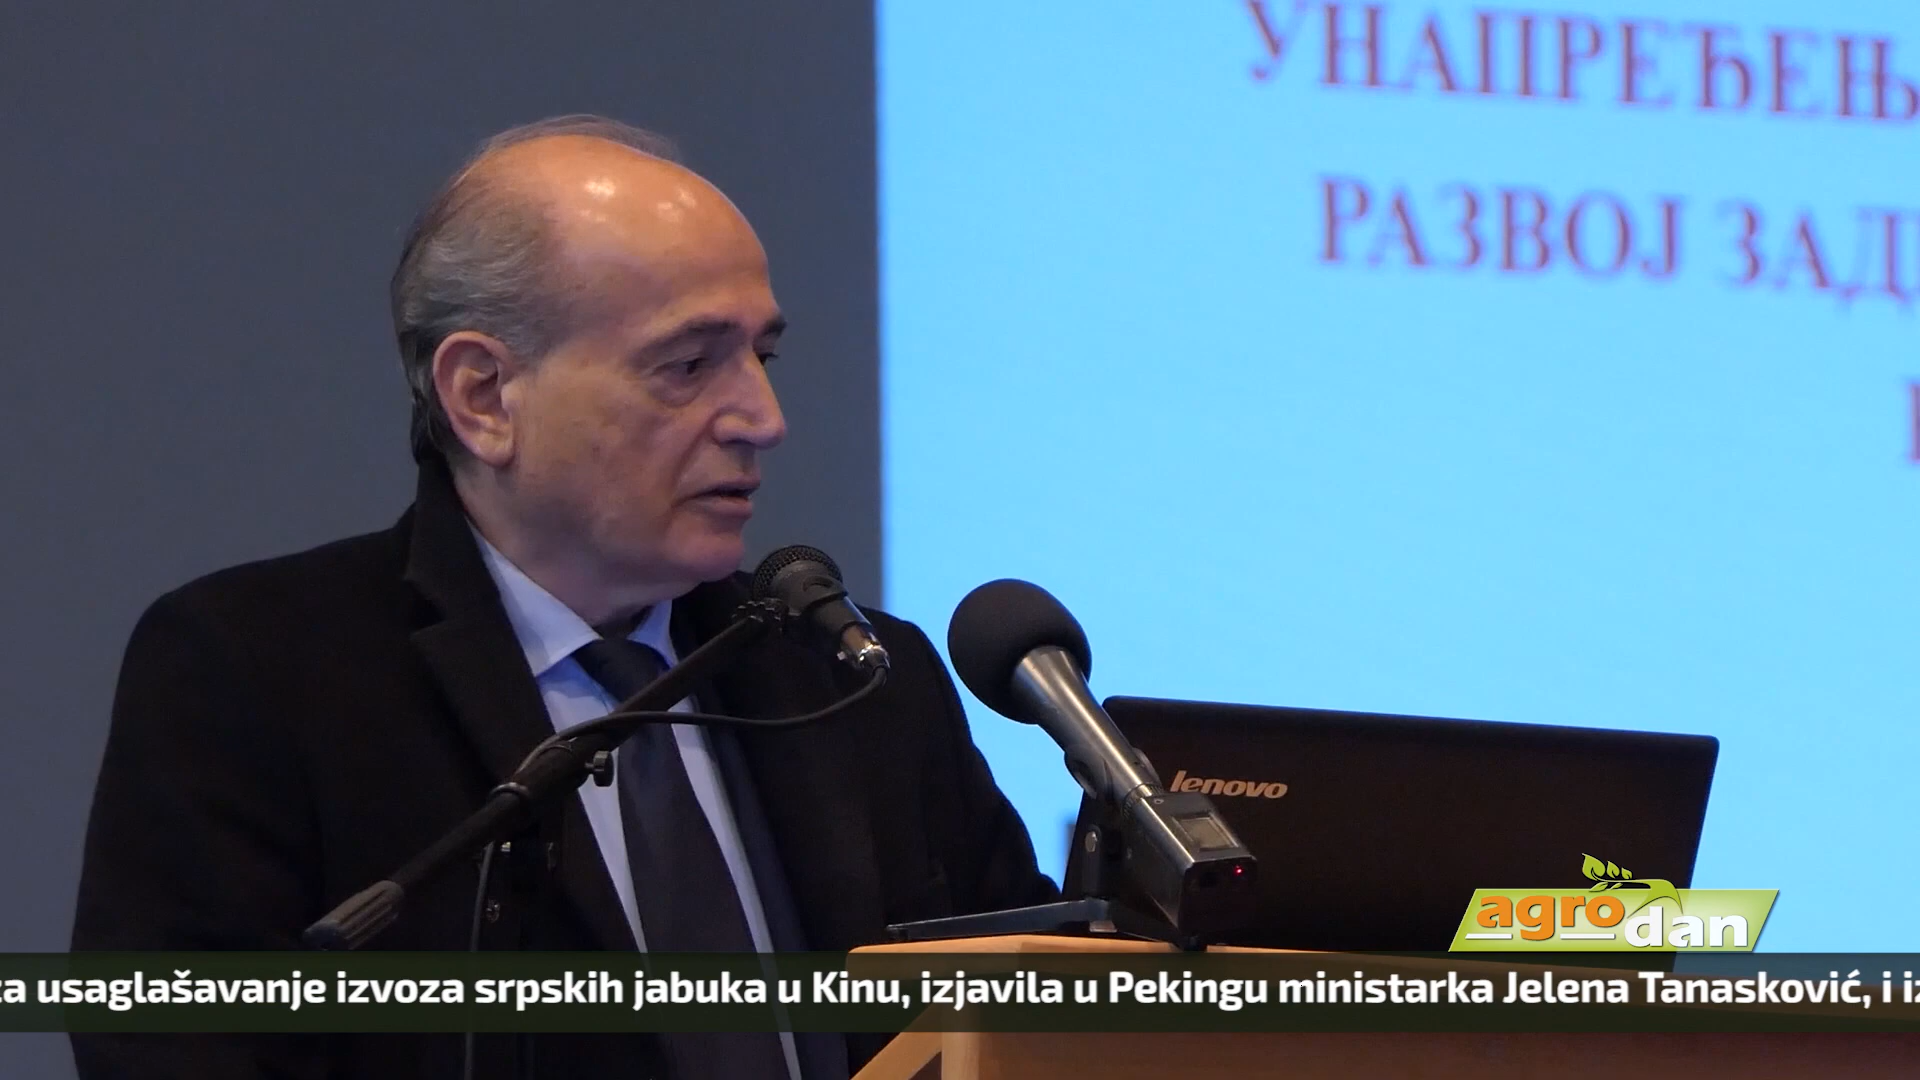 УНАПРЕЂЕЊ
РАЗВОЈ ЗАД
lenovo
agro
dan
za usaglašavanje izvoza srpskih jabuka u Kinu, izjavila u Pekingu ministarka Jelena Tanasković, i iz